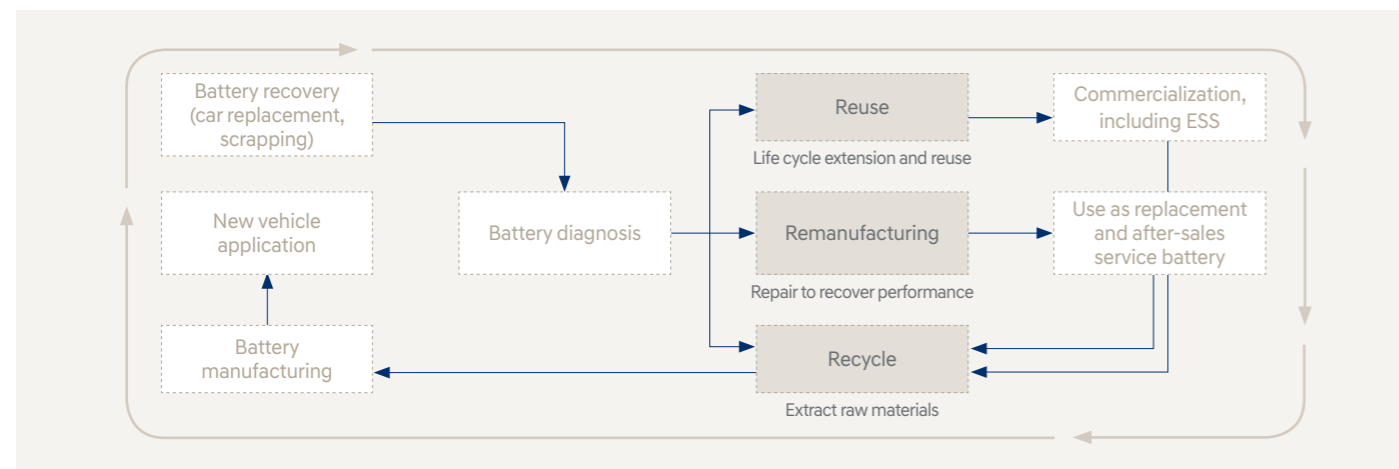 Battery recovery
(car replacement,
scrapping)
New vehicle
application
Battery
manufacturing
Battery diagnosis
Reuse
Life cycle extension and reuse
Remanufacturing
Repair to recover performance
Recycle
Extract raw materials
Commercialization,
including ESS
Use as replacement
and after-sales
service battery